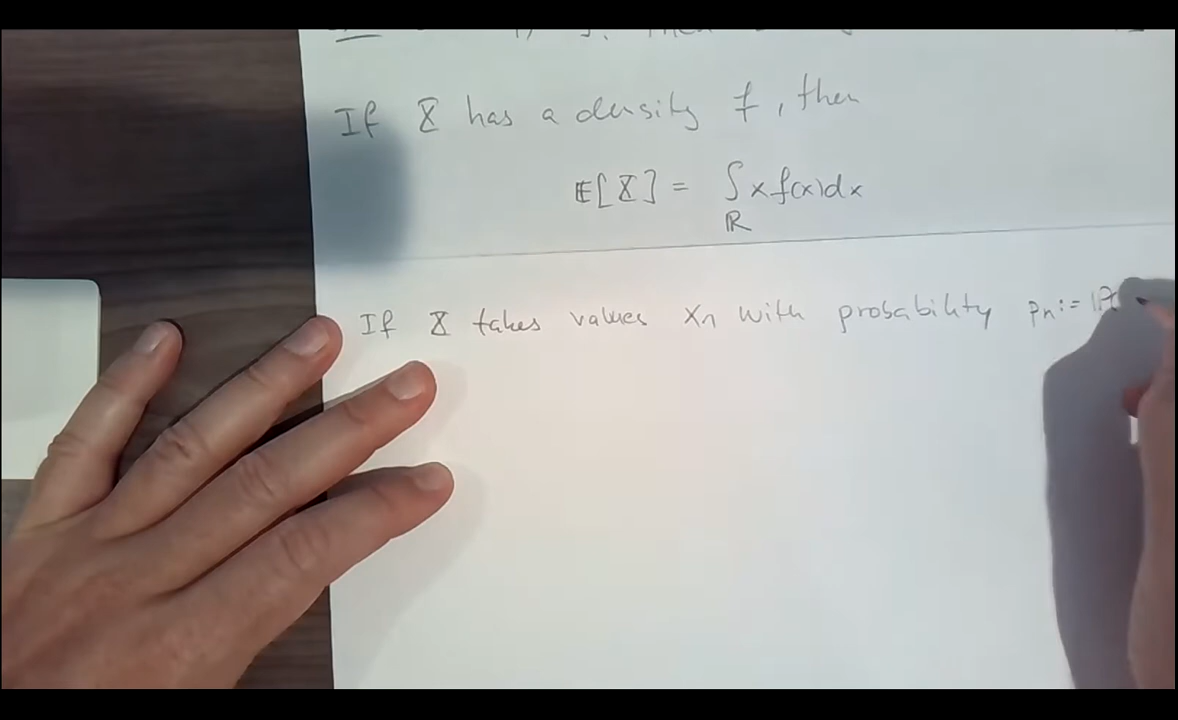 If X has a density f, then
E[X] = ∫ x f(x) dx
ℝ
If X takes values xn with probability pn := P(